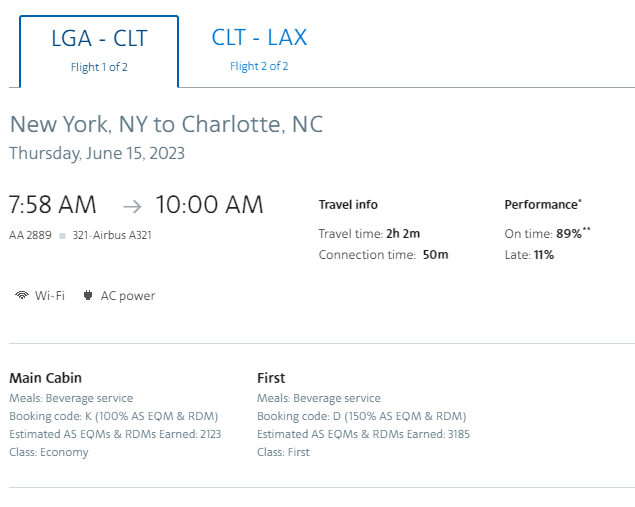 LGA - CLT
Flight 1 of 2
CLT - LAX
Flight 2 of 2
New York, NY to Charlotte, NC
Thursday, June 15, 2023
7:58 AM → 10:00 AM
AA 2889 ■ 321-Airbus A321
Wi-Fi AC power
Travel info
Travel time: 2h 2m
Connection time: 50m
Performance*
On time: 89%**
Late: 11%
Main Cabin
Meals: Beverage service
Booking code: K (100% AS EQM & RDM)
Estimated AS EQMs & RDMs Earned: 2123
Class: Economy
First
Meals: Beverage service
Booking code: D (150% AS EQM & RDM)
Estimated AS EQMs & RDMs Earned: 3185
Class: First